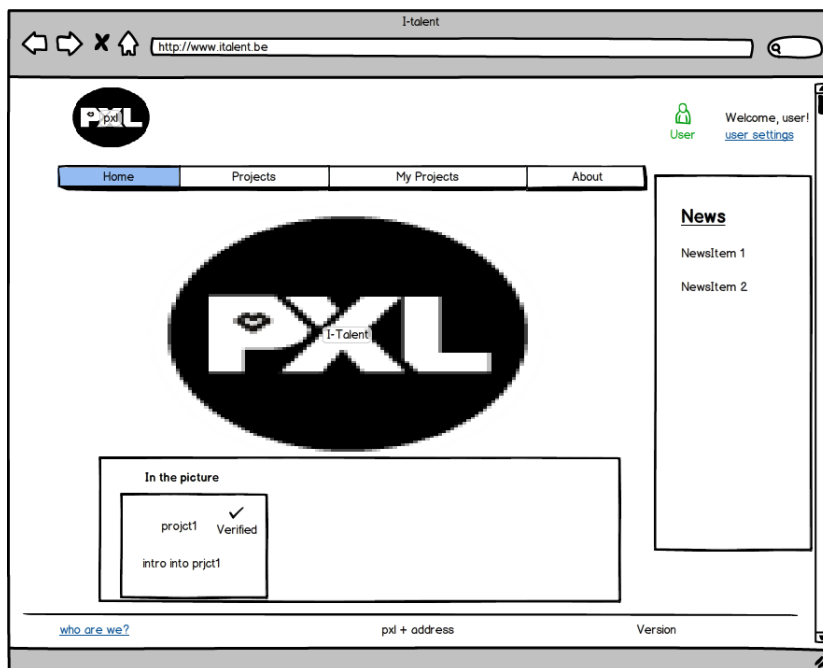 I-talent
http://www.italent.be
PXL
pxl
Welcome, user!
User
user settings
Home Projects My Projects About
News
NewsItem 1
NewsItem 2
PXL
I-Talent
In the picture
projct1
Verified
intro into prjct1
who are we? pxl + address Version